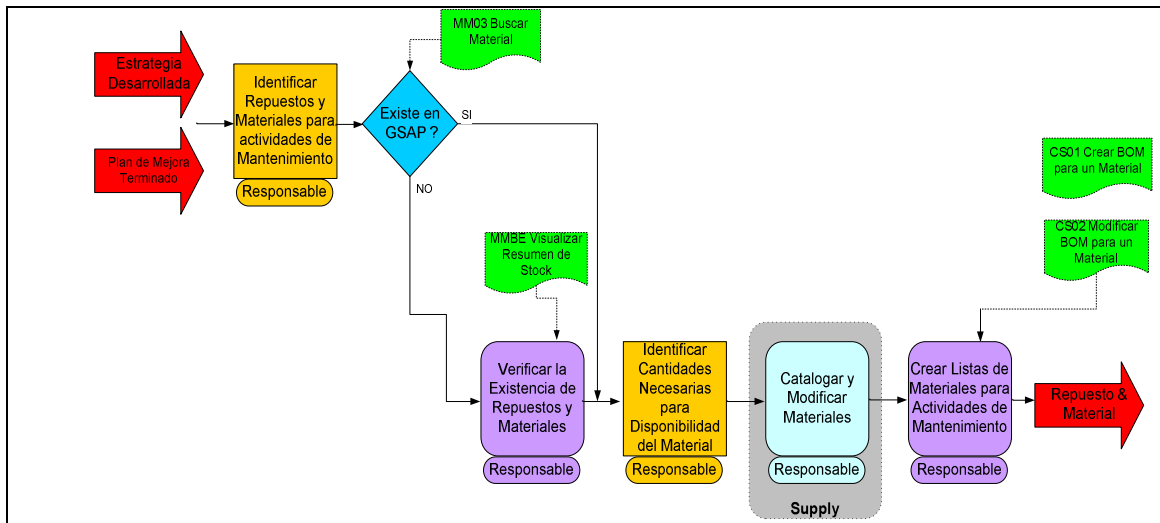 Estrategia
Desarrollada
Plan de Mejora
Terminado
Identificar
Repuestos y
Materiales para
actividades de
Mantenimiento
Responsable
MM03 Buscar
Material
Existe en
GSAP ?
SI
NO
MMBE Visualizar
Resumen de
Stock
Verificar la
Existencia de
Repuestos y
Materiales
Responsable
Identificar
Cantidades
Necesarias
para
Disponibilidad
del Material
Responsable
Catalogar y
Modificar
Materiales
Responsable
Supply
CS01 Crear BOM
para un Material
CS02 Modificar
BOM para un
Material
Crear Listas de
Materiales para
Actividades de
Mantenimiento
Responsable
Repuesto &
Material